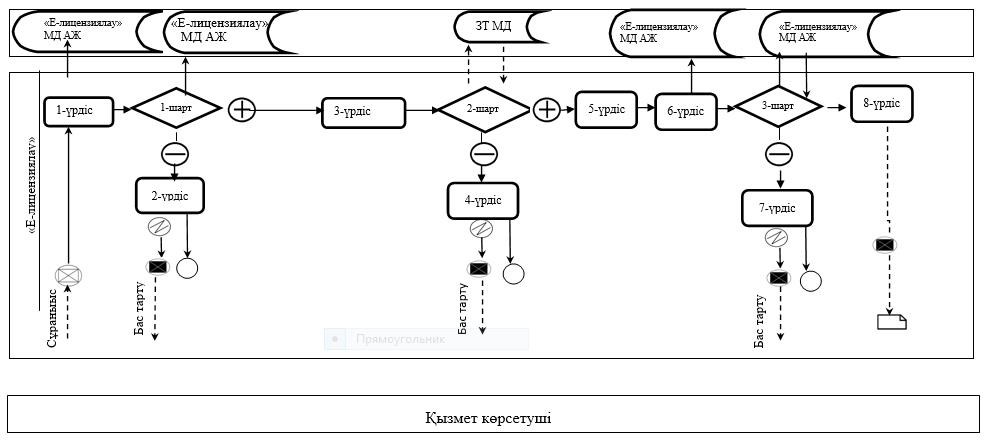 «Е-лицензиялау»
МД АЖ
«Е-лицензиялау»
МД АЖ
ЗТ МД
«Е-лицензиялау»
МД АЖ
«Е-лицензиялау»
МД АЖ
1-үрдіс
1-шарт
3-үрдіс
2-шарт
5-үрдіс
6-үрдіс
3-шарт
8-үрдіс
2-үрдіс
4-үрдіс
7-үрдіс
«Е-лицензиялау»
Сұраныыс
Бас тарту
Бас тарту
Бас тарту
Прямоугольник
Қызмет көрсетуші